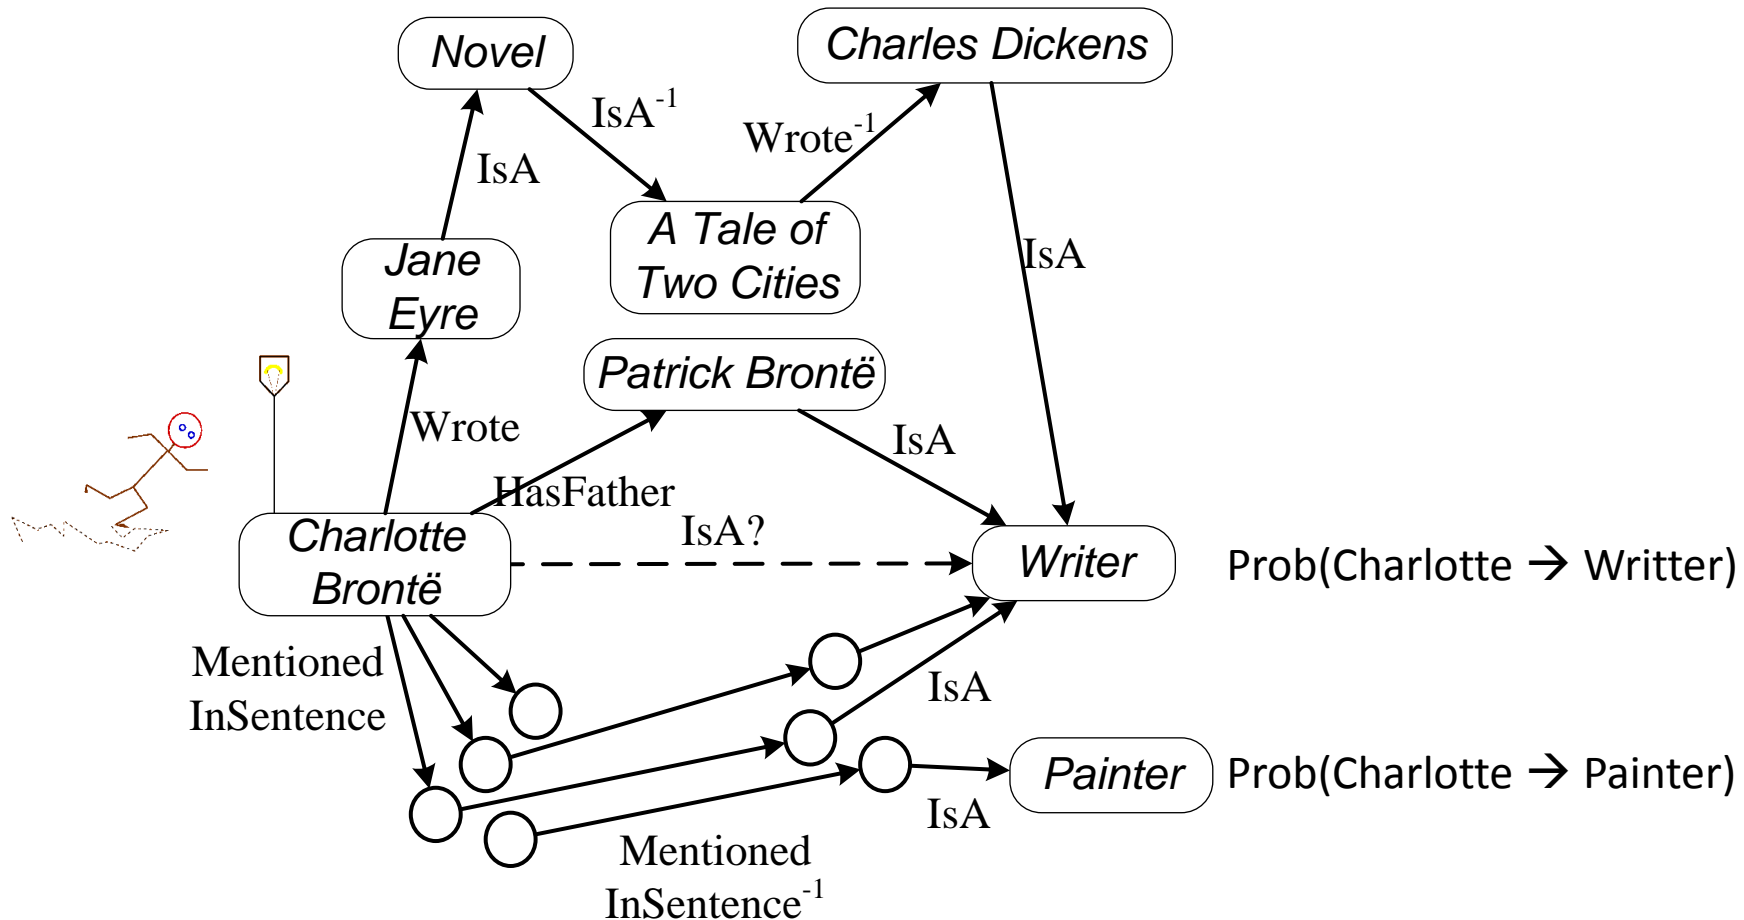 Novel
Charles Dickens
IsA-1
Wrote-1
IsA
A Tale of
Two Cities
Jane
Eyre
IsA
Patrick Brontë
Wrote
IsA
HasFather
IsA?
Charlotte
Brontë
Writer
Prob(Charlotte → Writter)
Mentioned
InSentence
IsA
Painter
Prob(Charlotte → Painter)
IsA
Mentioned
InSentence-1